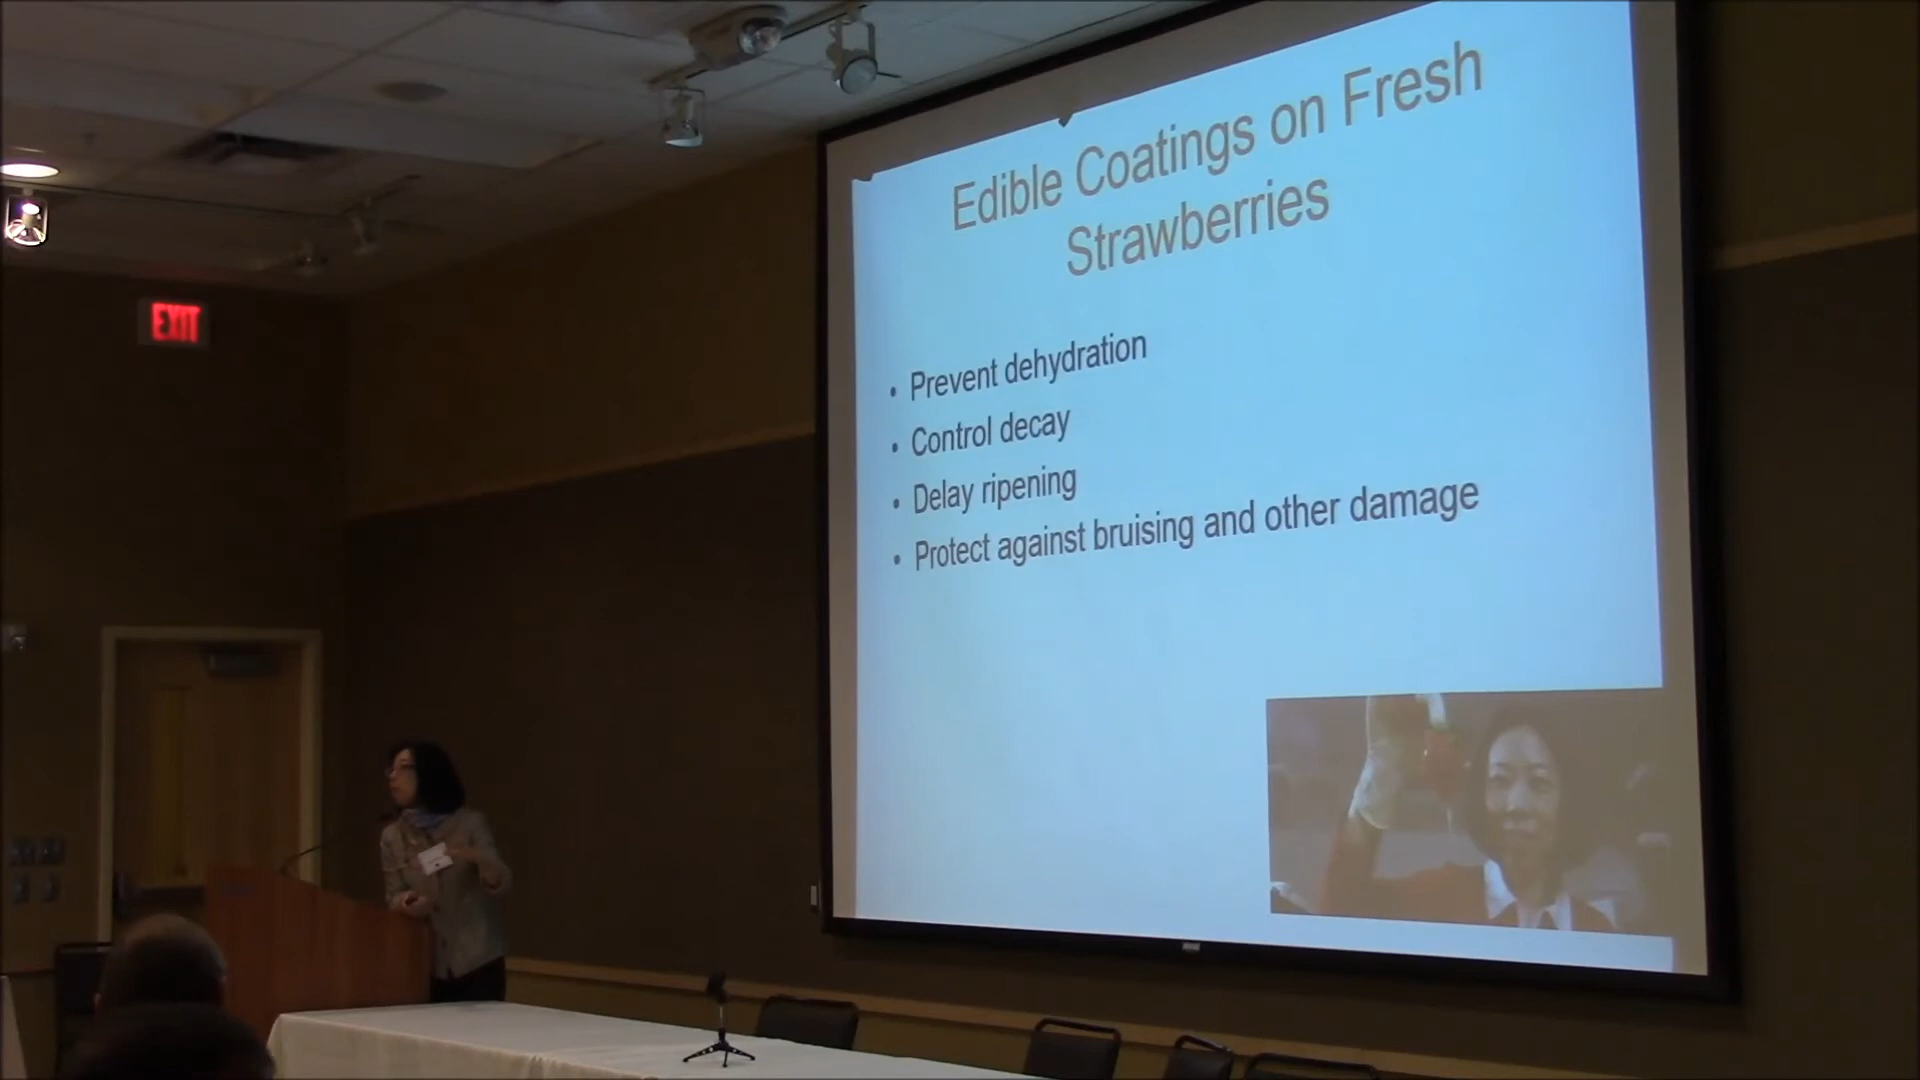 Edible Coatings on Fresh
Strawberries
• Prevent dehydration
• Control decay
• Delay ripening
• Protect against bruising and other damage
EXIT